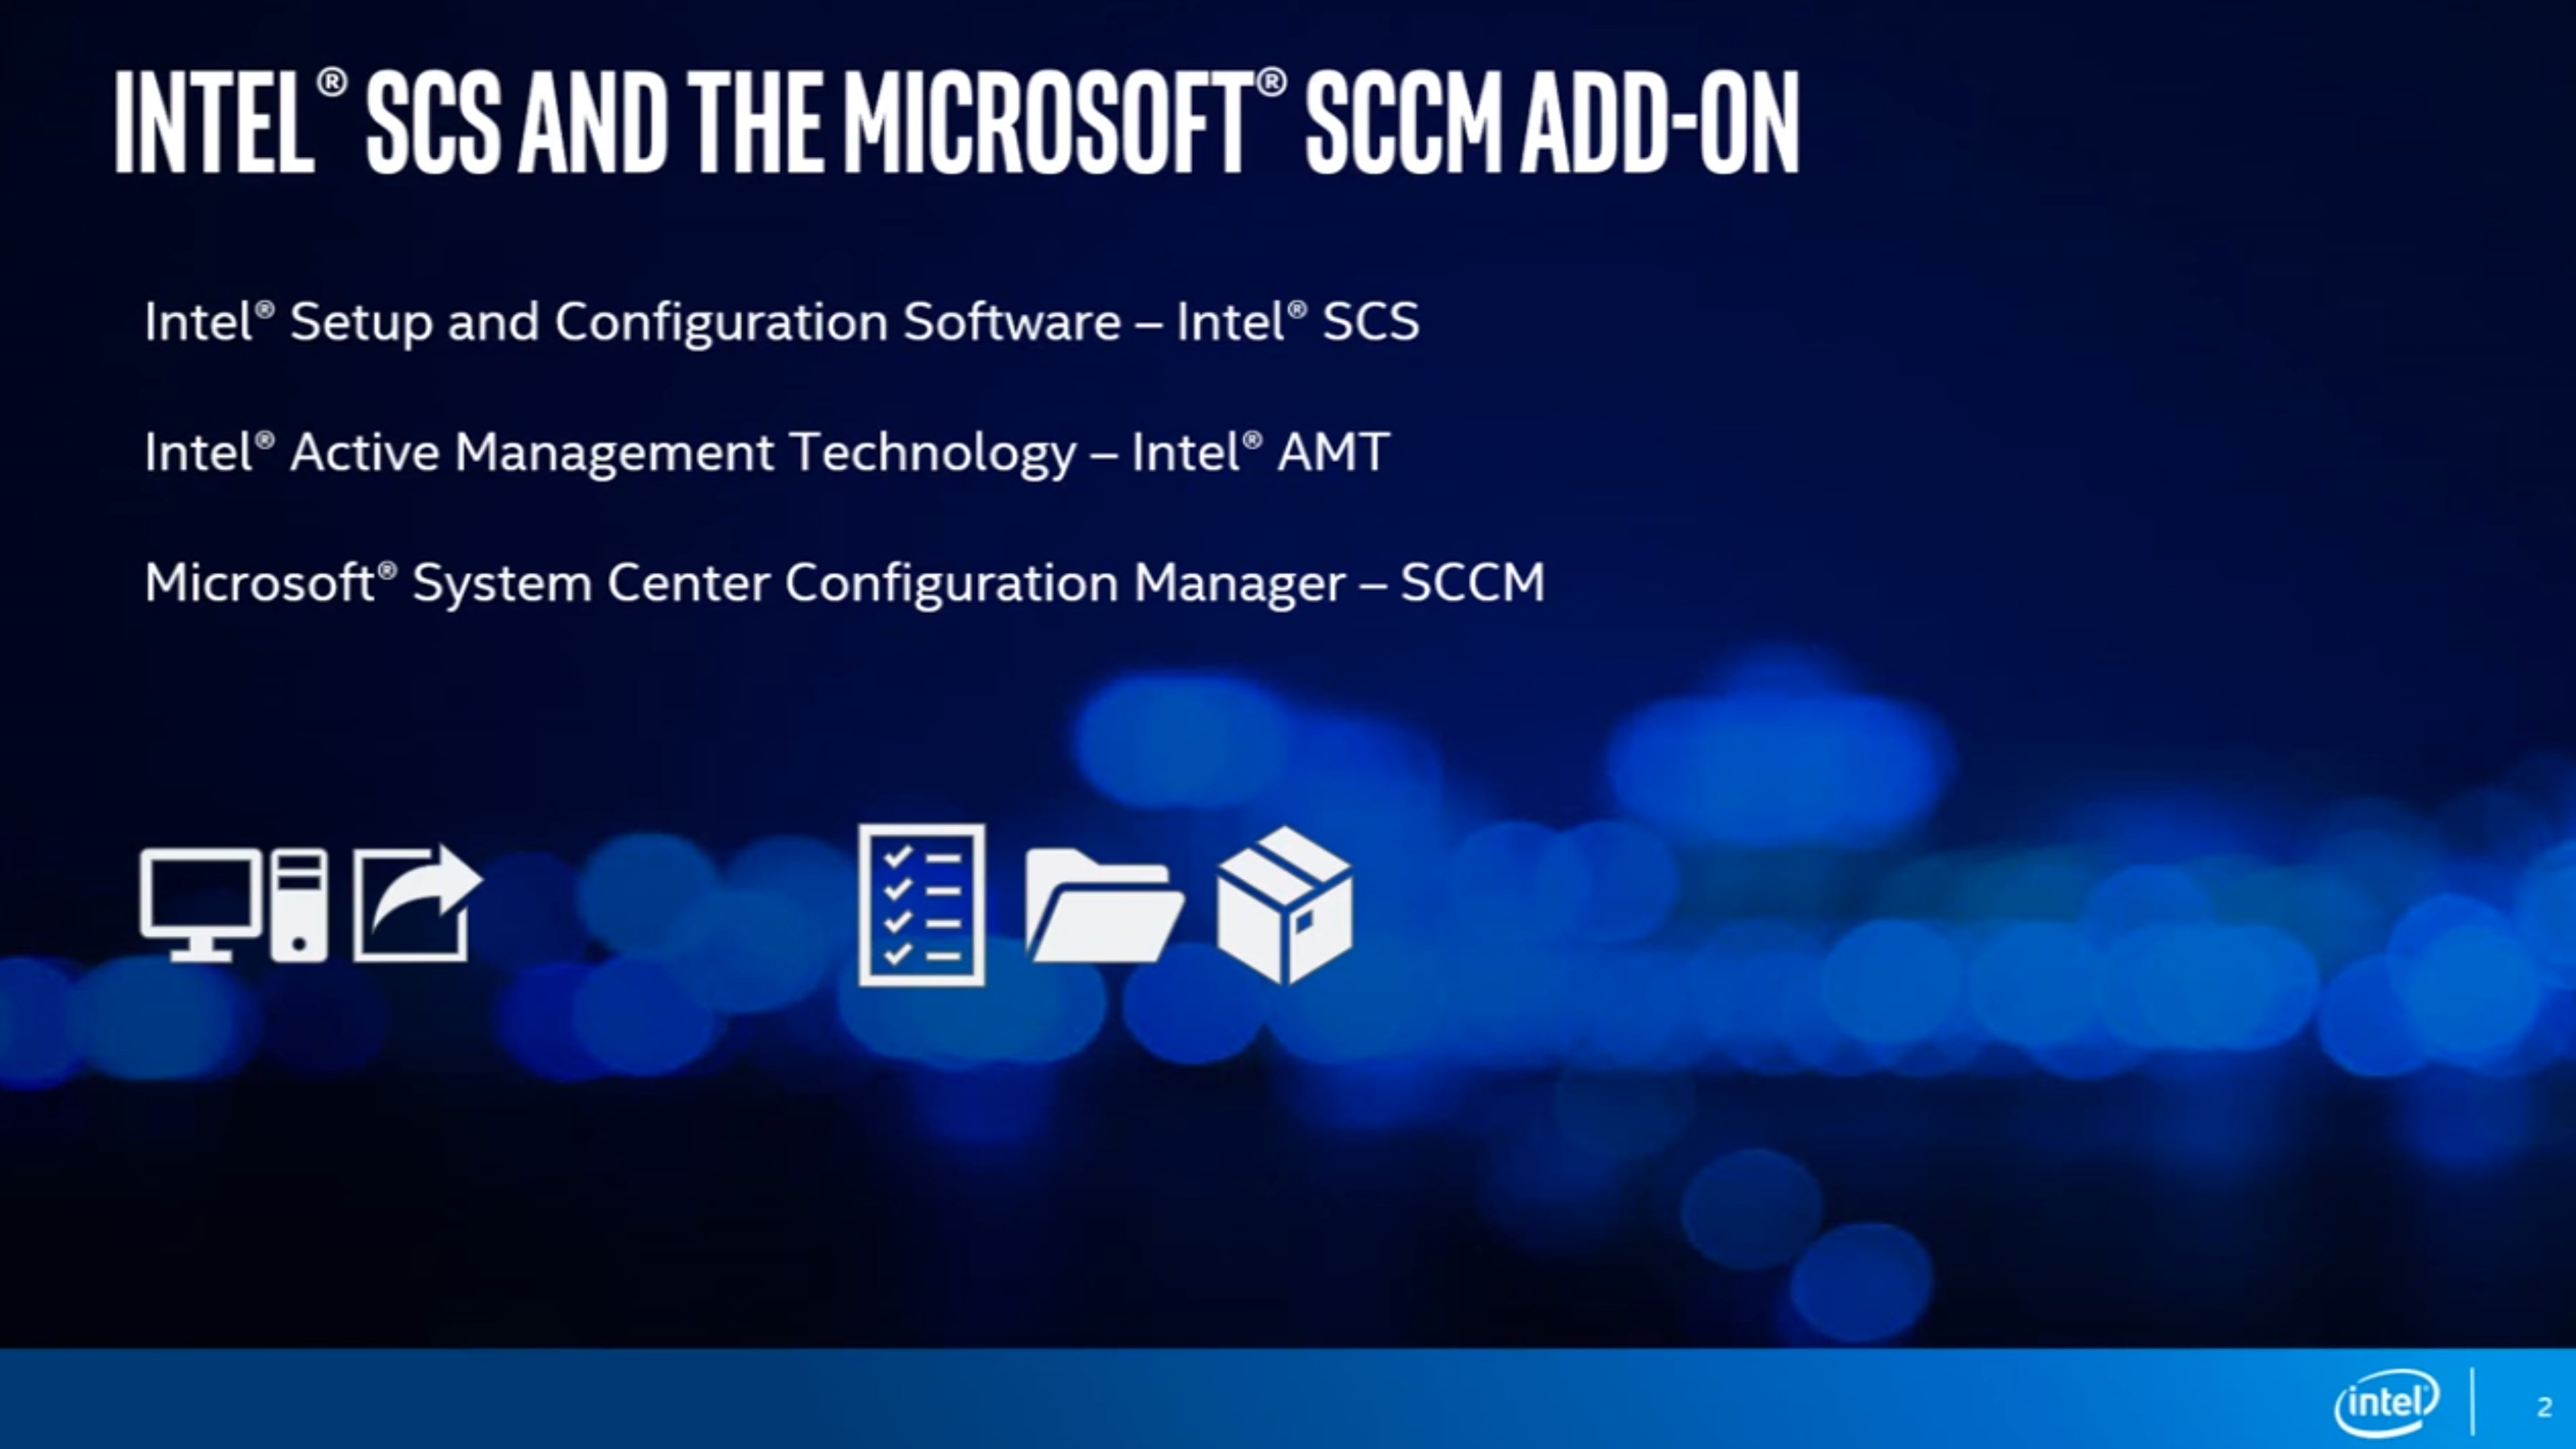 INTEL® SCS AND THE MICROSOFT® SCCM ADD-ON
Intel® Setup and Configuration Software – Intel® SCS
Intel® Active Management Technology – Intel® AMT
Microsoft® System Center Configuration Manager – SCCM
intel®
2